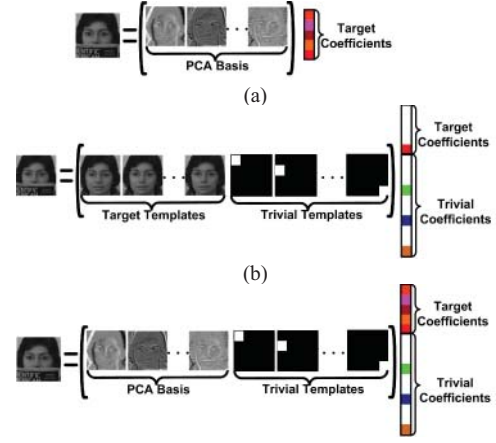 Target
Coefficients
PCA Basis
(a)
Target
Coefficients
Trivial
Coefficients
Target Templates
Trivial Templates
(b)
Target
Coefficients
Trivial
Coefficients
PCA Basis
Trivial Templates